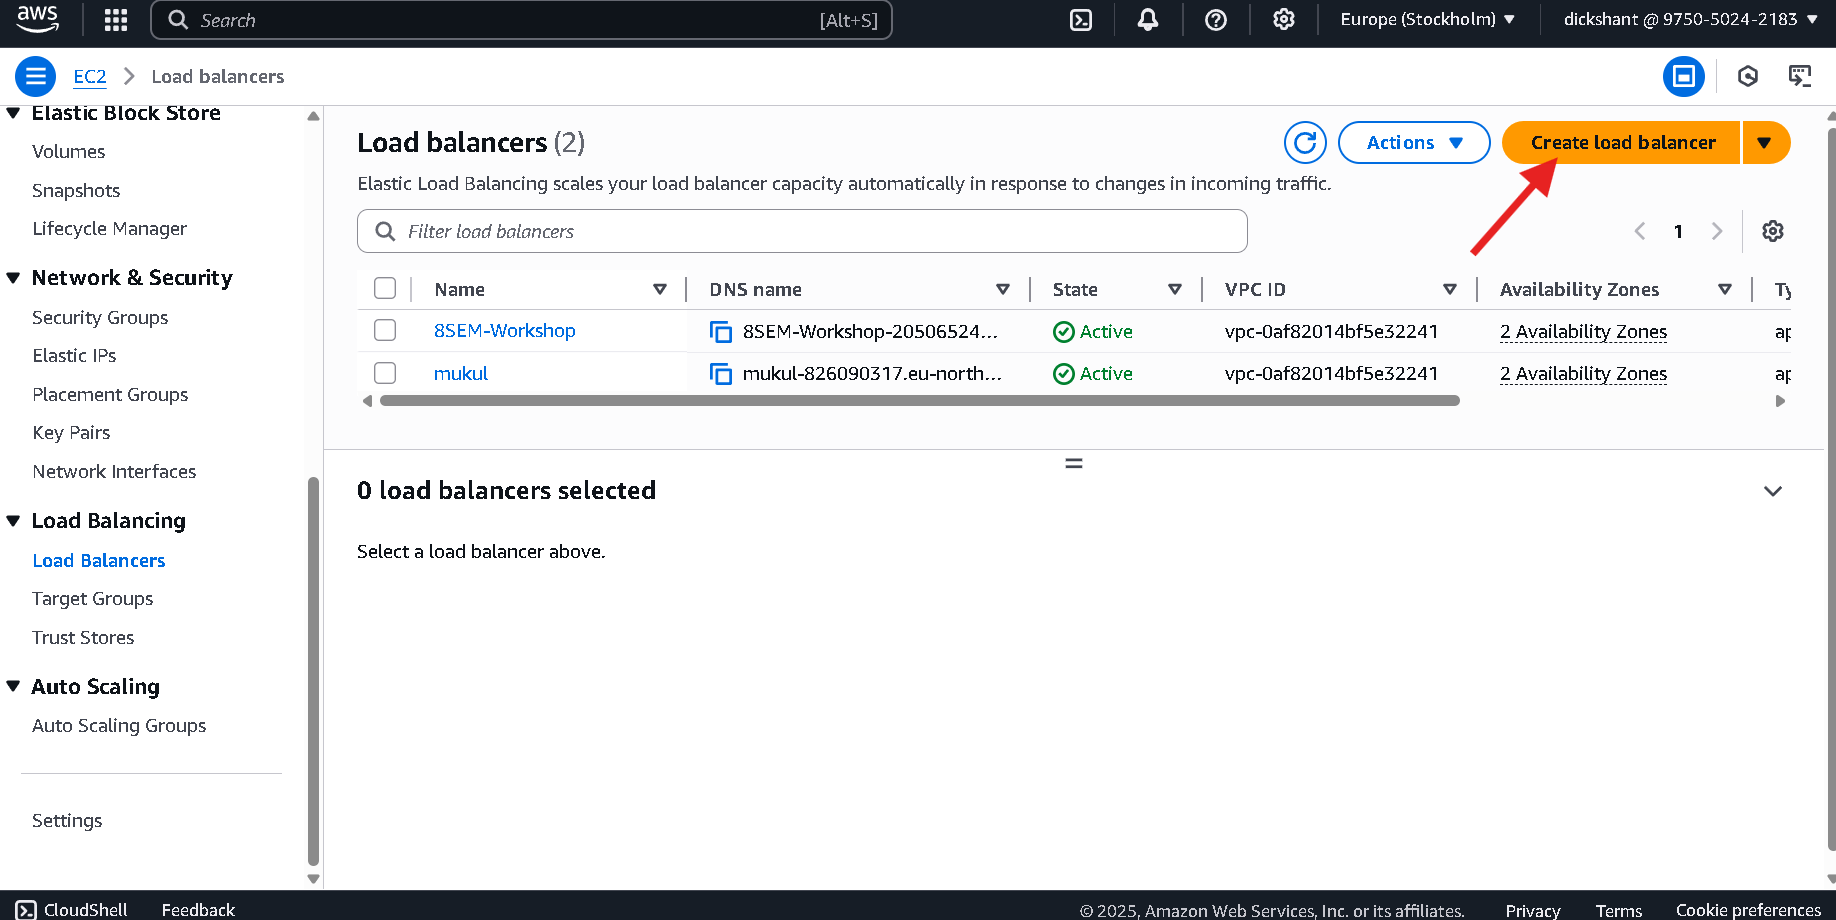 aws
Search [Alt+S]
Europe (Stockholm)
dickshant @ 9750-5024-2183
EC2
Load balancers
Elastic Block Store
Volumes
Snapshots
Lifecycle Manager
Network & Security
Security Groups
Elastic IPs
Placement Groups
Key Pairs
Network Interfaces
Load Balancing
Load Balancers
Target Groups
Trust Stores
Auto Scaling
Auto Scaling Groups
Settings
Load balancers (2)
Actions
Create load balancer
Elastic Load Balancing scales your load balancer capacity automatically in response to changes in incoming traffic.
Filter load balancers
1
Name DNS name State VPC ID Availability Zones Ty
8SEM-Workshop 8SEM-Workshop-20506524... Active vpc-0af82014bf5e32241 2 Availability Zones ap
mukul mukul-826090317.eu-north... Active vpc-0af82014bf5e32241 2 Availability Zones ap
0 load balancers selected
Select a load balancer above.
CloudShell Feedback © 2025, Amazon Web Services, Inc. or its affiliates. Privacy Terms Cookie preferences